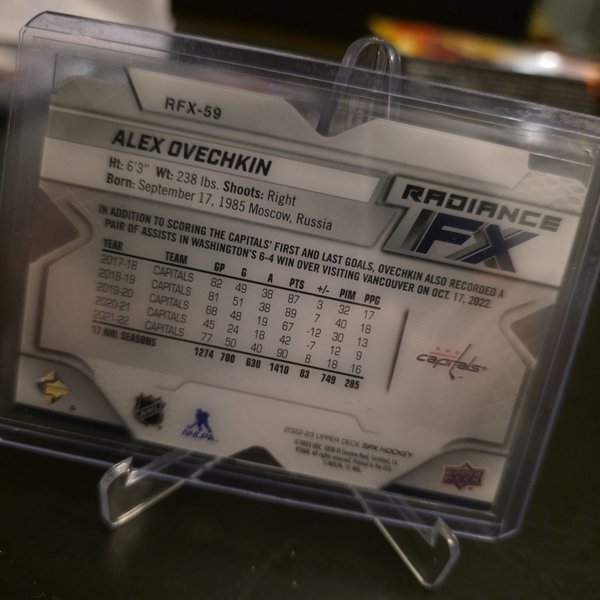 RFX-59
ALEX OVECHKIN
Ht: 6'3" Wt: 238 lbs. Shoots: Right
Born: September 17, 1985 Moscow, Russia
RADIANCE
FX
IN ADDITION TO SCORING THE CAPITALS' FIRST AND LAST GOALS, OVECHKIN ALSO RECORDED A
PAIR OF ASSISTS IN WASHINGTON'S 6-4 WIN OVER VISITING VANCOUVER ON OCT. 17, 2022.
YEAR TEAM GP G A PTS +/- PIM PPG
2017-18 CAPITALS 82 49 38 87 3 32 17
2018-19 CAPITALS 81 51 38 89 7 40 18
2019-20 CAPITALS 68 48 19 67 -12 30 13
2020-21 CAPITALS 45 24 18 42 -7 12 9
2021-22 CAPITALS 77 50 40 90 8 18 16
17 NHL SEASONS 1274 780 630 1410 83 749 285
capitals
NHL
NHLPA
2022-23 UPPER DECK SPX HOCKEY